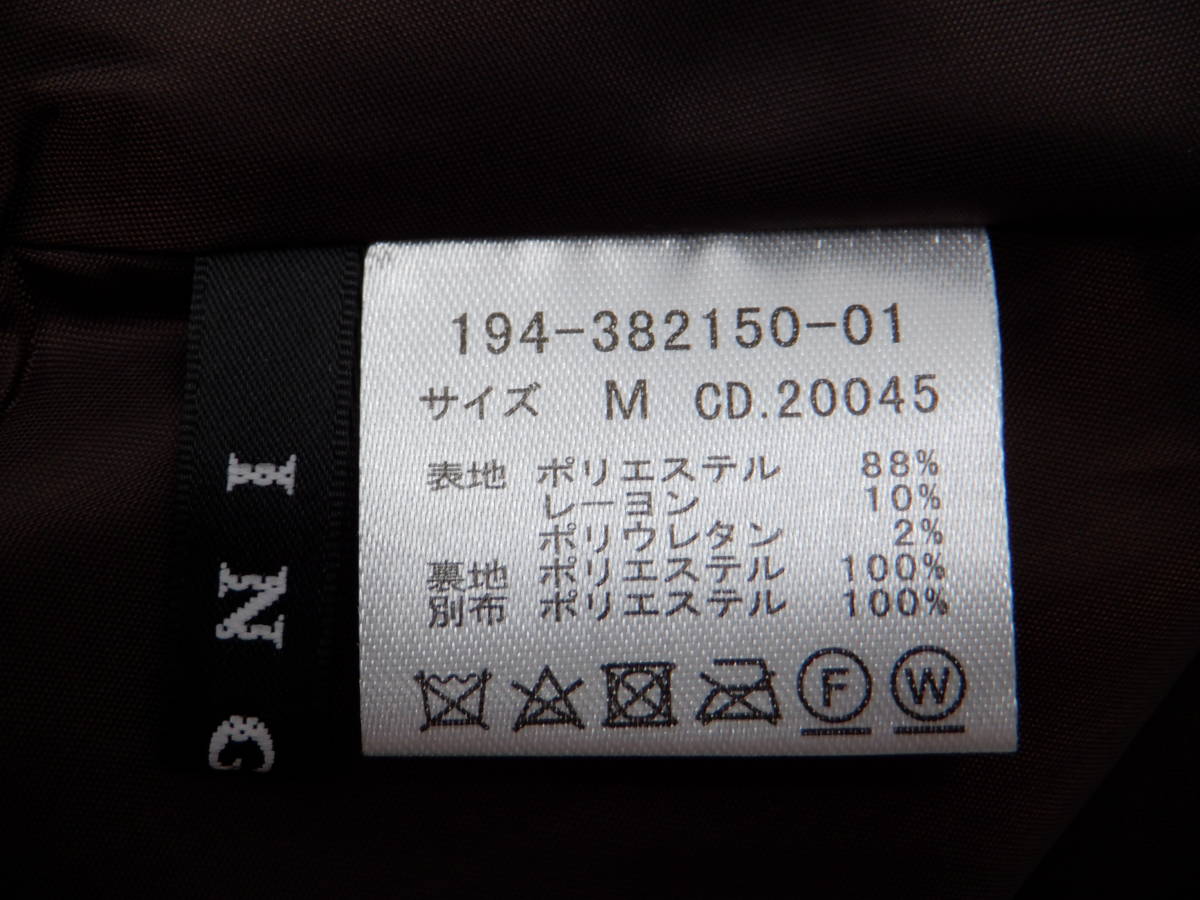 194-382150-01
サイズ M CD.20045
表地 ポリエステル 88%
レーヨン 10%
ポリウレタン 2%
裏地 ポリエステル 100%
別布 ポリエステル 100%
F W
I N G